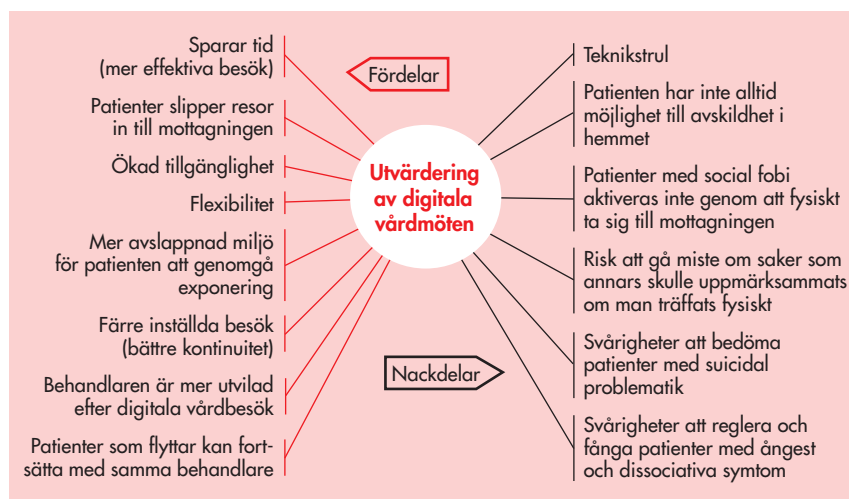 Fördelar
Sparar tid
(mer effektiva besök)
Patienter slipper resor
in till mottagningen
Ökad tillgänglighet
Flexibilitet
Mer avslappnad miljö
för patienten att genomgå
exponering
Färre inställda besök
(bättre kontinuitet)
Behandlaren är mer utvilad
efter digitala vårdbesök
Patienter som flyttar kan fort-
sätta med samma behandlare
Utvärdering
av digitala
vårdmöten
Nackdelar
Teknikstrul
Patienten har inte alltid
möjlighet till avskildhet i
hemmet
Patienter med social fobi
aktiveras inte genom att fysiskt
ta sig till mottagningen
Risk att gå miste om saker som
annars skulle uppmärksammats
om man träffats fysiskt
Svårigheter att bedöma
patienter med suicidal
problematik
Svårigheter att reglera och
fånga patienter med ångest
och dissociativa symtom